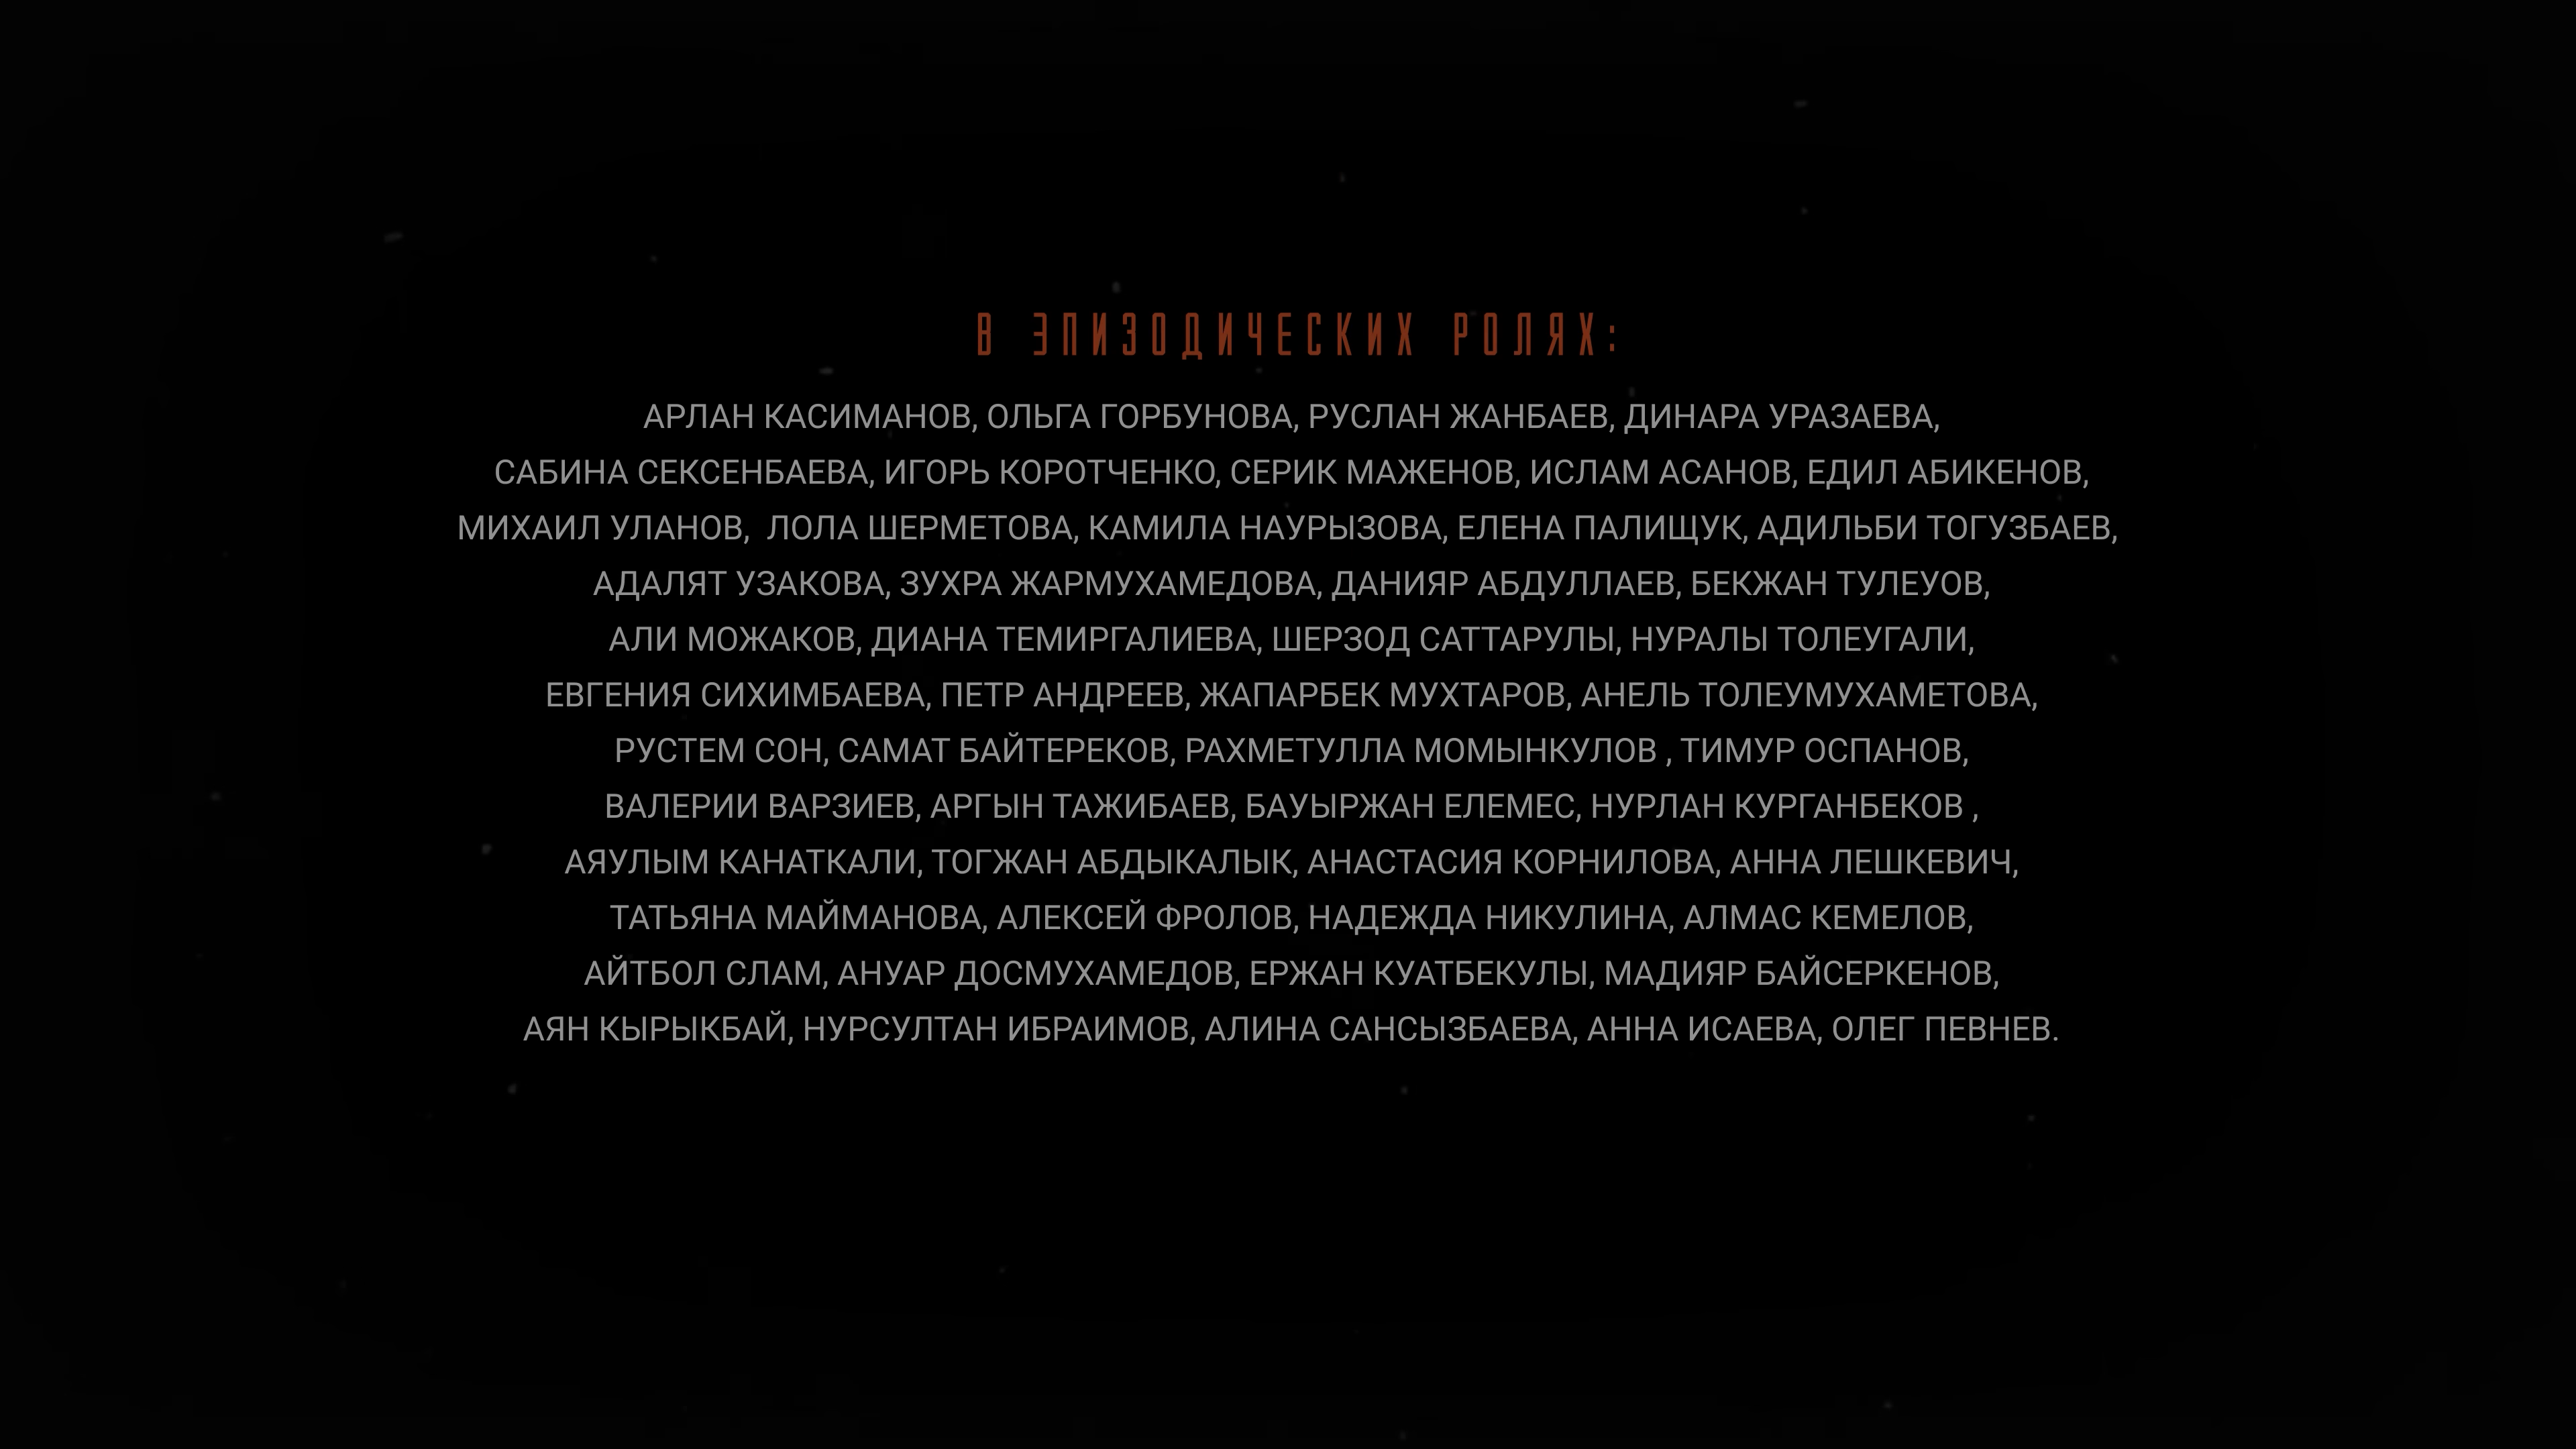 В ЭПИЗОДИЧЕСКИХ РОЛЯХ:
АРЛАН КАСИМАНОВ, ОЛЬГА ГОРБУНОВА, РУСЛАН ЖАНБАЕВ, ДИНАРА УРАЗАЕВА,
САБИНА СЕКСЕНБАЕВА, ИГОРЬ КОРОТЧЕНКО, СЕРИК МАЖЕНОВ, ИСЛАМ АСАНОВ, ЕДИЛ АБИКЕНОВ,
МИХАИЛ УЛАНОВ,  ЛОЛА ШЕРМЕТОВА, КАМИЛА НАУРЫЗОВА, ЕЛЕНА ПАЛИЩУК, АДИЛЬБИ ТОГУЗБАЕВ,
АДАЛЯТ УЗАКОВА, ЗУХРА ЖАРМУХАМЕДОВА, ДАНИЯР АБДУЛЛАЕВ, БЕКЖАН ТУЛЕУОВ,
АЛИ МОЖАКОВ, ДИАНА ТЕМИРГАЛИЕВА, ШЕРЗОД САТТАРУЛЫ, НУРАЛЫ ТОЛЕУГАЛИ,
ЕВГЕНИЯ СИХИМБАЕВА, ПЕТР АНДРЕЕВ, ЖАПАРБЕК МУХТАРОВ, АНЕЛЬ ТОЛЕУМУХАМЕТОВА,
РУСТЕМ СОН, САМАТ БАЙТЕРЕКОВ, РАХМЕТУЛЛА МОМЫНКУЛОВ , ТИМУР ОСПАНОВ,
ВАЛЕРИИ ВАРЗИЕВ, АРГЫН ТАЖИБАЕВ, БАУЫРЖАН ЕЛЕМЕС, НУРЛАН КУРГАНБЕКОВ ,
АЯУЛЫМ КАНАТКАЛИ, ТОГЖАН АБДЫКАЛЫК, АНАСТАСИЯ КОРНИЛОВА, АННА ЛЕШКЕВИЧ,
ТАТЬЯНА МАЙМАНОВА, АЛЕКСЕЙ ФРОЛОВ, НАДЕЖДА НИКУЛИНА, АЛМАС КЕМЕЛОВ,
АЙТБОЛ СЛАМ, АНУАР ДОСМУХАМЕДОВ, ЕРЖАН КУАТБЕКУЛЫ, МАДИЯР БАЙСЕРКЕНОВ,
АЯН КЫРЫКБАЙ, НУРСУЛТАН ИБРАИМОВ, АЛИНА САНСЫЗБАЕВА, АННА ИСАЕВА, ОЛЕГ ПЕВНЕВ.